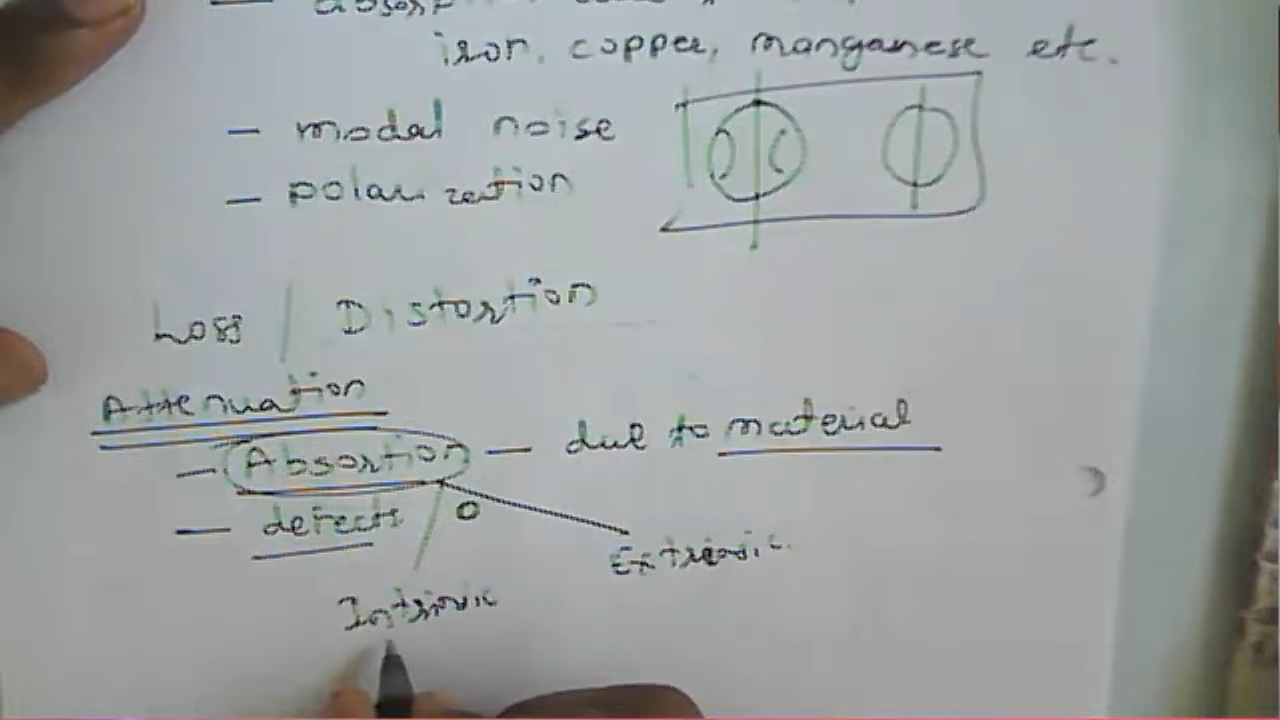 iron, copper, manganese etc.
— modal noise
— polarization
Loss / Distortion
Attenuation
— Absortion — due to material
— defects
Extrinsic
Intrinsic